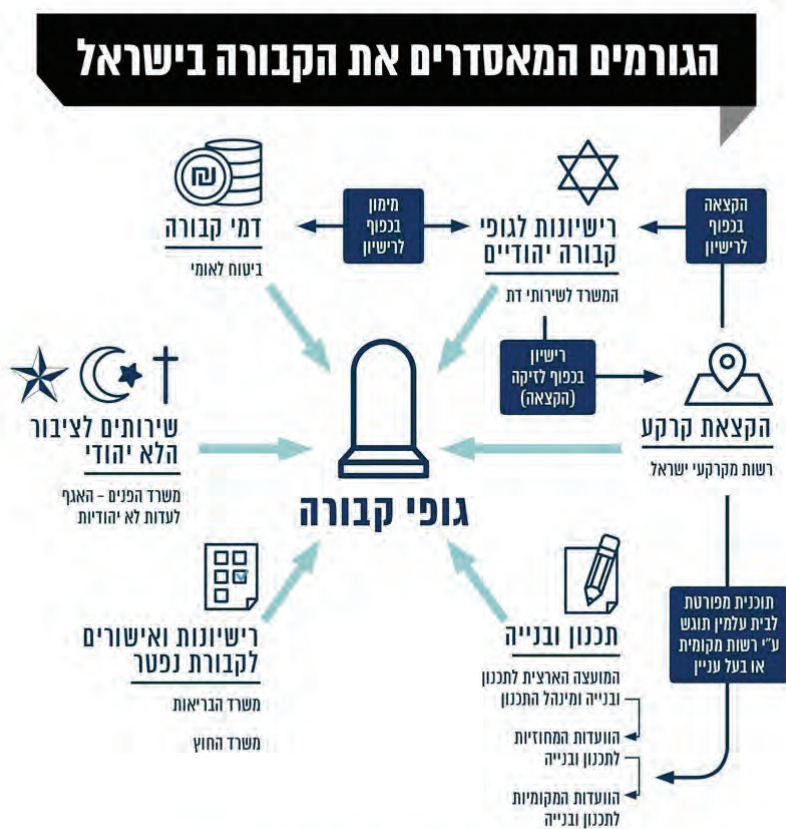 הגורמים המאסדרים את הקבורה בישראל
הקצאה
בכפוף
לרישיון
רישיונות לגופי
קבורה יהודיים
המשרד לשירותי דת
מימון
בכפוף
לרישיון
₪
דמי קבורה
ביטוח לאומי
רישיון
בכפוף לזיקה
(הקצאה)
הקצאת קרקע
רשות מקרקעי ישראל
גופי קבורה
שירותים לציבור
הלא יהודי
משרד הפנים - האגף
לעדות לא יהודיות
תוכנית מפורטת
לבית עלמין תוגש
ע״י רשות מקומית
או בעל עניין
תכנון ובנייה
המועצה הארצית לתכנון
ובנייה ומינהל התכנון
הוועדות המחוזיות
לתכנון ובנייה
הוועדות המקומיות
לתכנון ובנייה
רישיונות ואישורים
לקבורת נפטר
משרד הבריאות
משרד החוץ